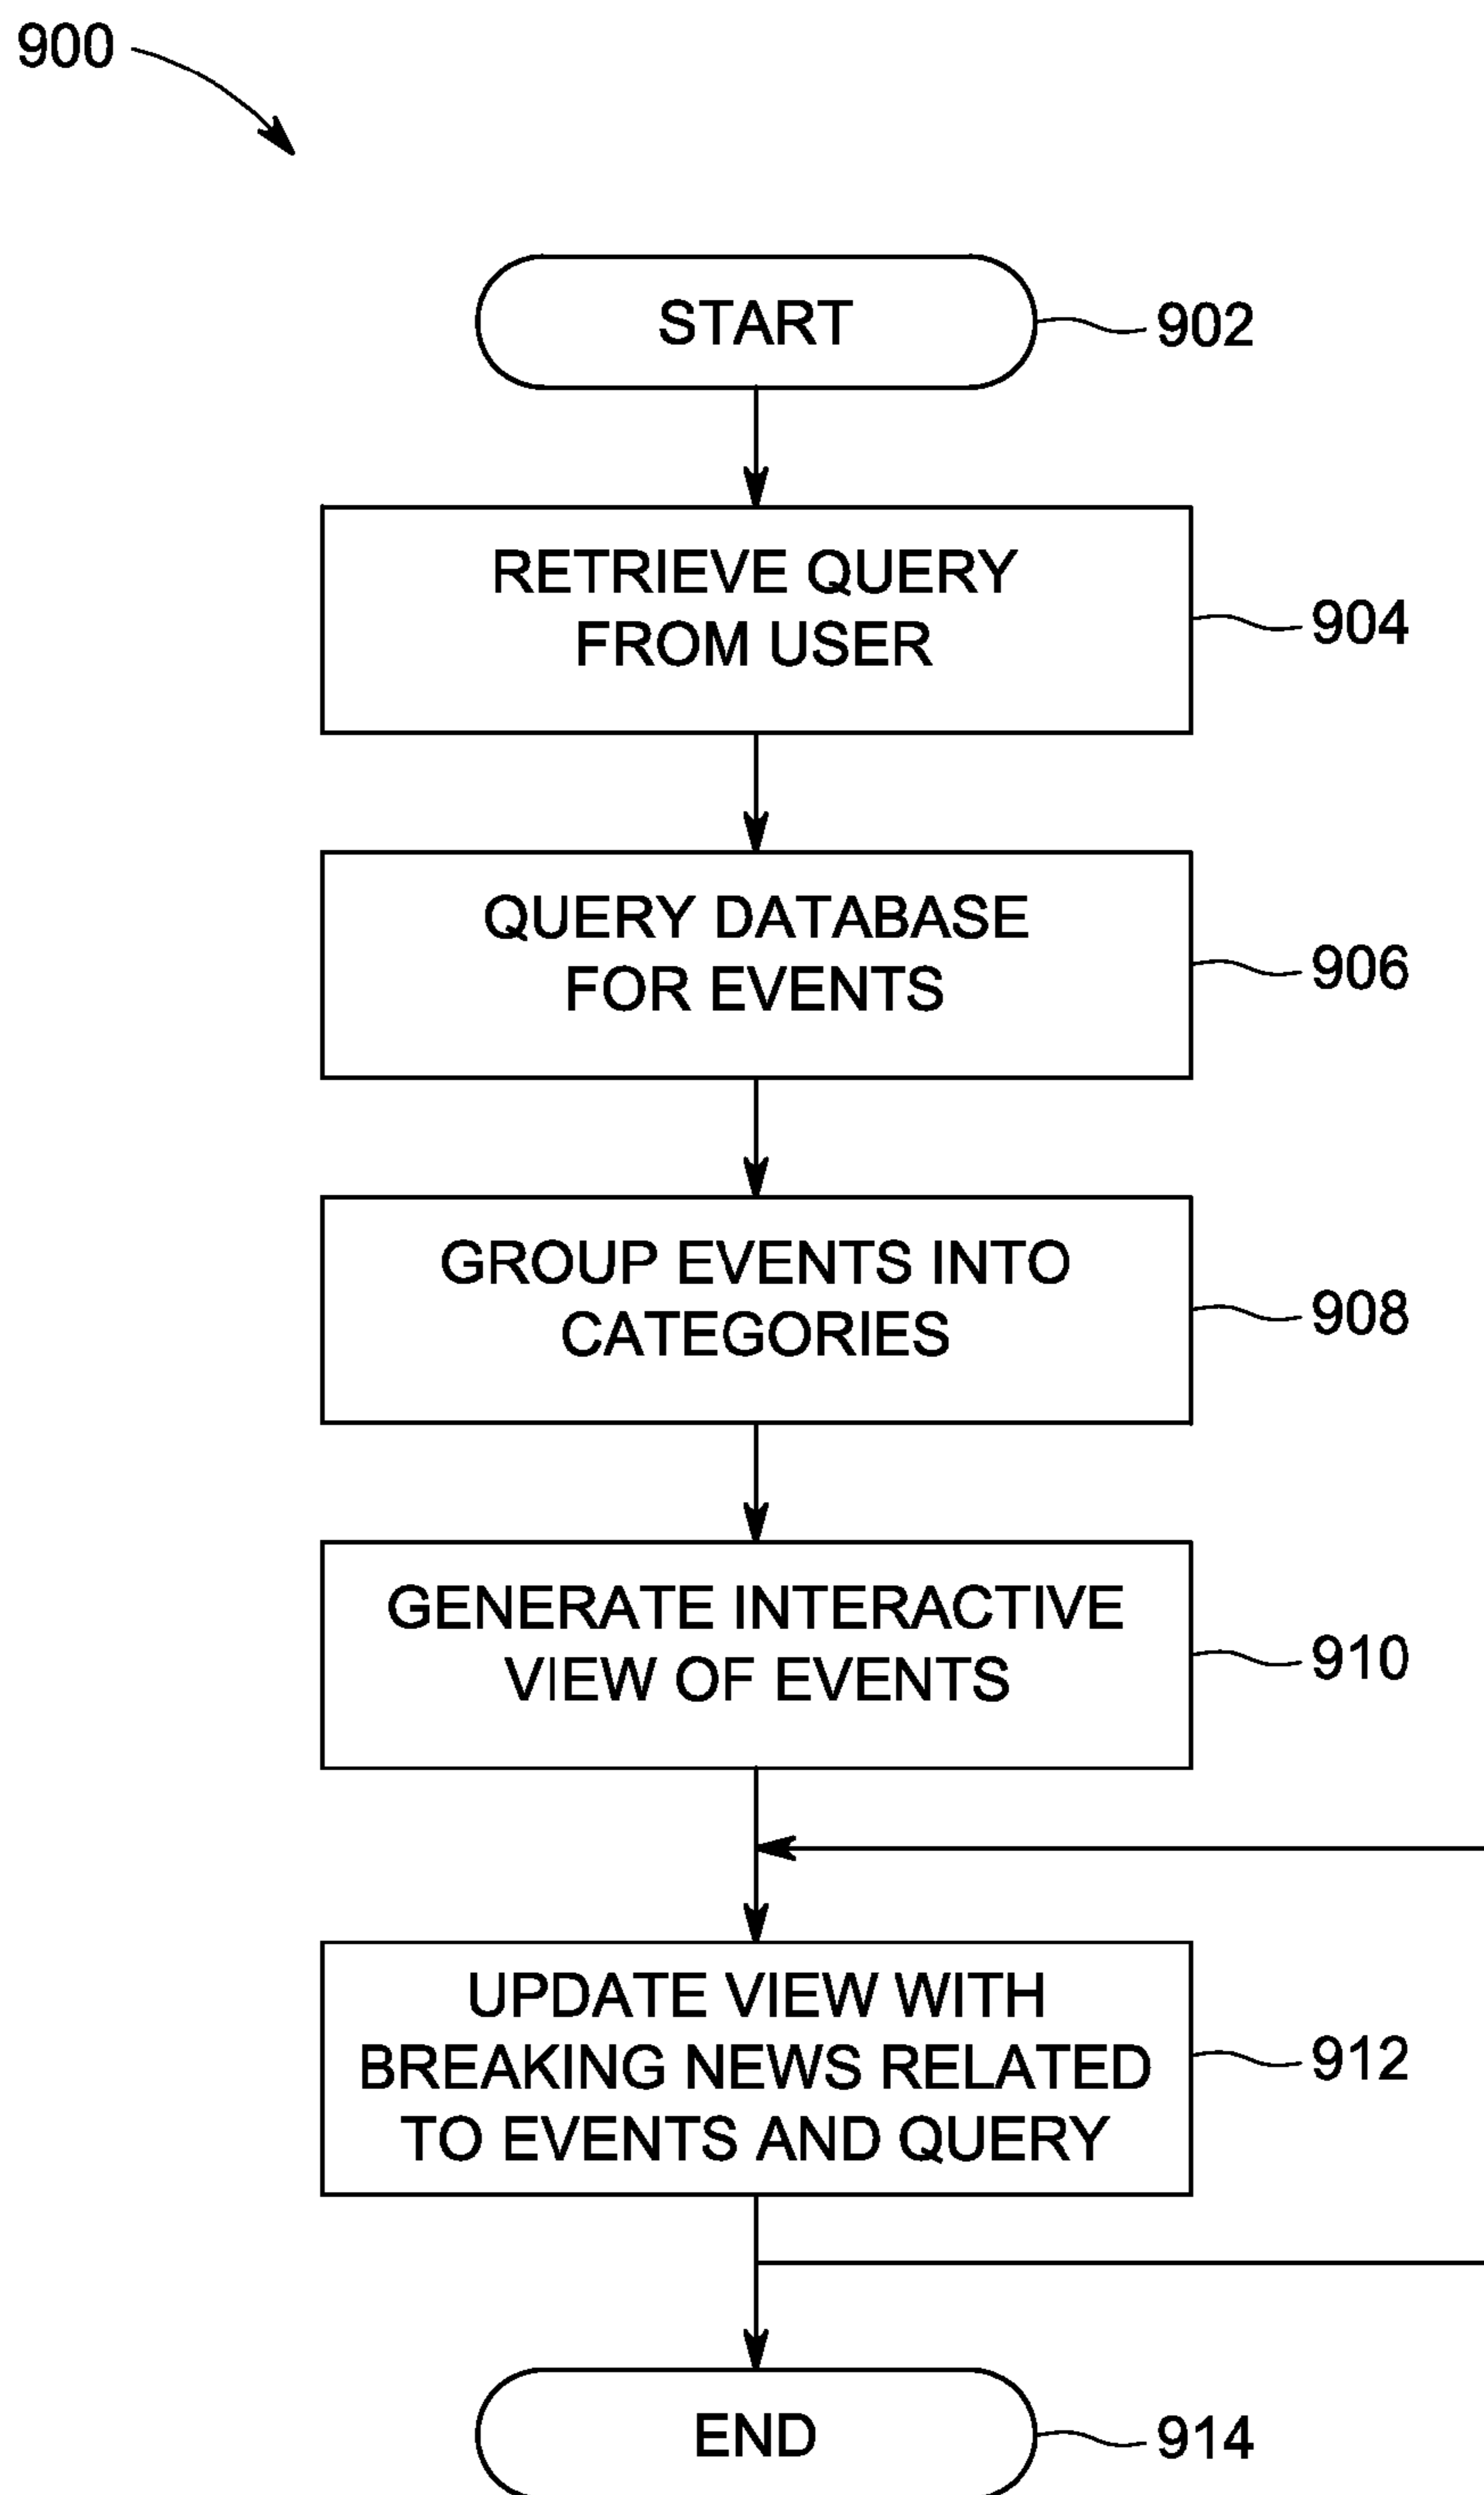 900
START
902
RETRIEVE QUERY
FROM USER
904
QUERY DATABASE
FOR EVENTS
906
GROUP EVENTS INTO
CATEGORIES
908
GENERATE INTERACTIVE
VIEW OF EVENTS
910
UPDATE VIEW WITH
BREAKING NEWS RELATED
TO EVENTS AND QUERY
912
END
914